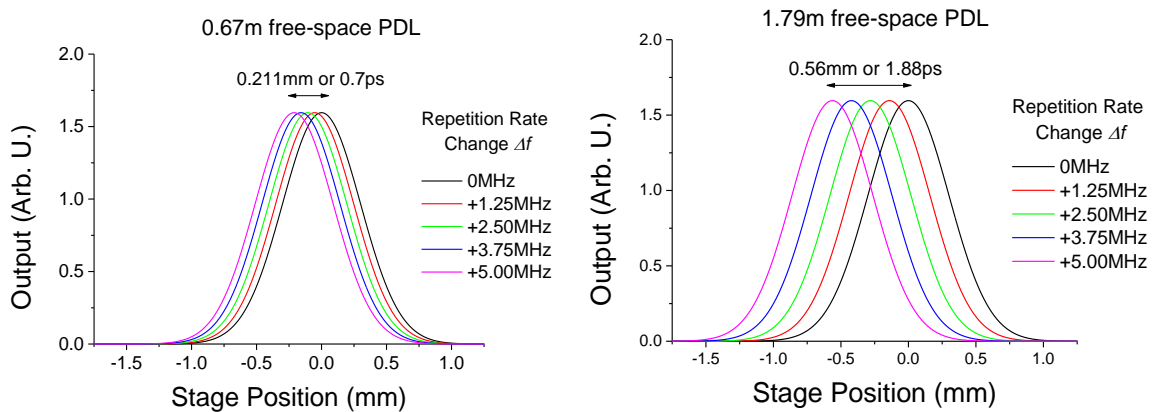 0.67m free-space PDL
2.0
1.5
1.0
0.5
0.0
Output (Arb. U.)
0.211mm or 0.7ps
Repetition Rate
Change Δf
0MHz
+1.25MHz
+2.50MHz
+3.75MHz
+5.00MHz
-1.5
-1.0
-0.5
0.0
0.5
1.0
Stage Position (mm)
1.79m free-space PDL
2.0
1.5
1.0
0.5
0.0
Output (Arb. U.)
0.56mm or 1.88ps
Repetition Rate
Change Δf
0MHz
+1.25MHz
+2.50MHz
+3.75MHz
+5.00MHz
-1.5
-1.0
-0.5
0.0
0.5
1.0
Stage Position (mm)